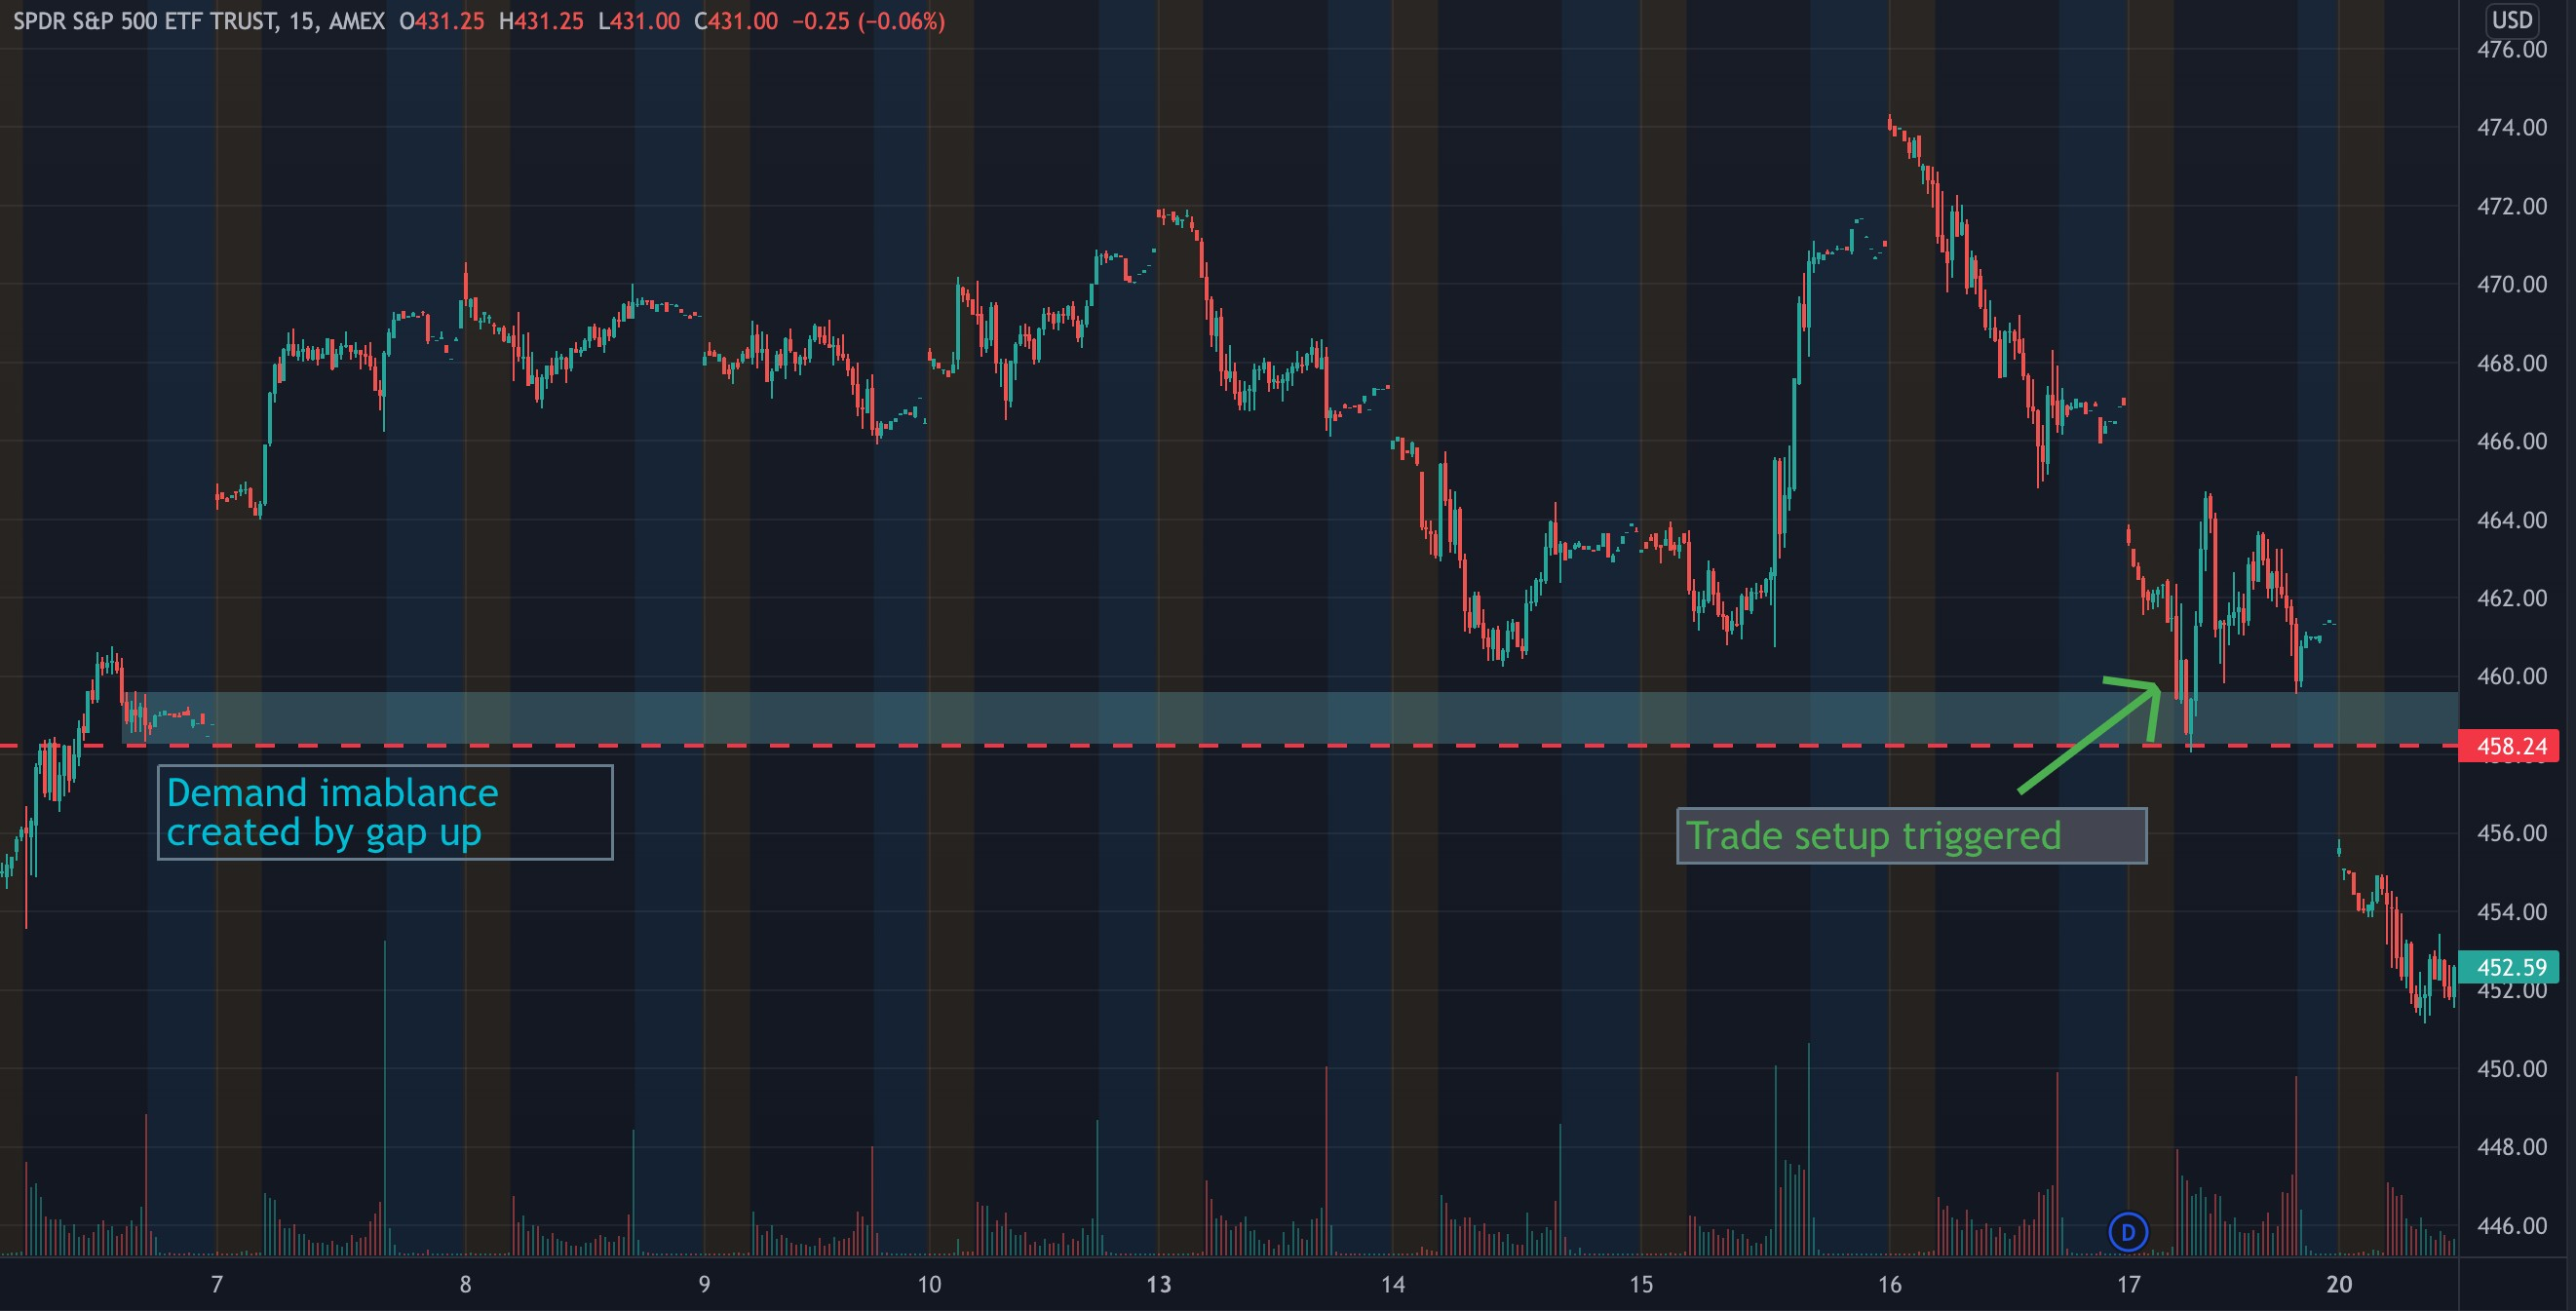 SPDR S&P 500 ETF TRUST, 15, AMEX O431.25 H431.25 L431.00 C431.00 −0.25 (−0.06%)
USD
476.00
474.00
472.00
470.00
468.00
466.00
464.00
462.00
460.00
458.24
Demand imablance
created by gap up
Trade setup triggered
456.00
454.00
452.59
452.00
450.00
448.00
446.00
D
7 8 9 10 13 14 15 16 17 20